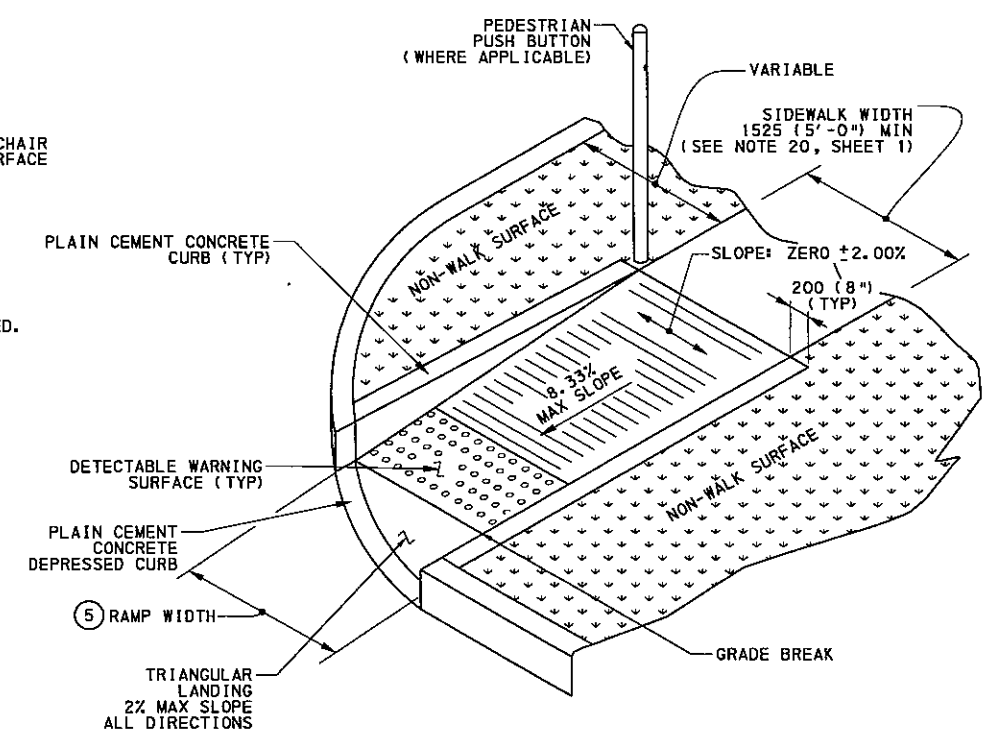 PEDESTRIAN
PUSH BUTTON
(WHERE APPLICABLE)
VARIABLE
SIDEWALK WIDTH
1525 (5'-0") MIN
(SEE NOTE 20, SHEET 1)
CHAIR
RFACE
PLAIN CEMENT CONCRETE
CURB (TYP)
NON-WALK SURFACE
SLOPE: ZERO ±2.00%
200 (8")
(TYP)
ED.
8.33%
MAX SLOPE
DETECTABLE WARNING
SURFACE (TYP)
NON-WALK SURFACE
PLAIN CEMENT
CONCRETE
DEPRESSED CURB
5 RAMP WIDTH
GRADE BREAK
TRIANGULAR
LANDING
2% MAX SLOPE
ALL DIRECTIONS